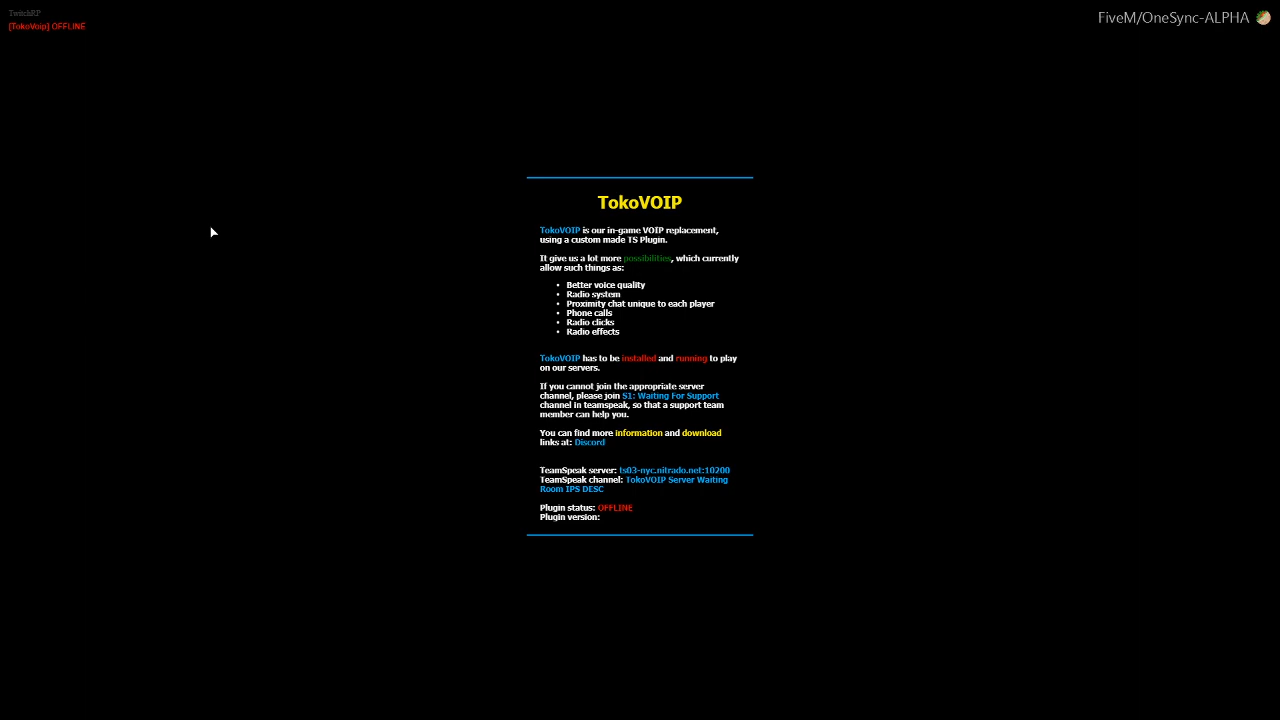 TwitchRP
[TokoVoip] OFFLINE
FiveM/OneSync-ALPHA
TokoVOIP
TokoVOIP is our in-game VOIP replacement,
using a custom made TS Plugin.
It give us a lot more possibilities, which currently
allow such things as:
• Better voice quality
• Radio system
• Proximity chat unique to each player
• Phone calls
• Radio clicks
• Radio effects
TokoVOIP has to be installed and running to play
on our servers.
If you cannot join the appropriate server
channel, please join S1: Waiting For Support
channel in teamspeak, so that a support team
member can help you.
You can find more information and download
links at: Discord
TeamSpeak server: ts03-nyc.nitrado.net:10200
TeamSpeak channel: TokoVOIP Server Waiting
Room IPS DESC
Plugin status: OFFLINE
Plugin version: